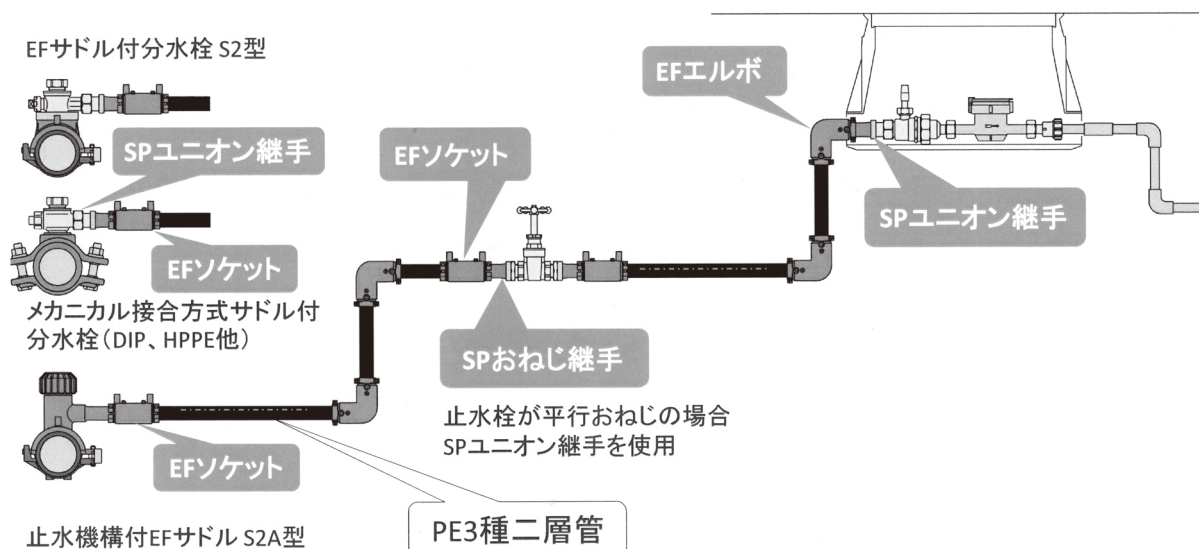 EFサドル付分水栓 S2型
SPユニオン継手
EFソケット
メカニカル接合方式サドル付
分水栓（DIP、HPPE他）
EFソケット
止水機構付EFサドル S2A型
EFソケット
SPおねじ継手
止水栓が平行おねじの場合
SPユニオン継手を使用
PE3種二層管
EFエルボ
SPユニオン継手